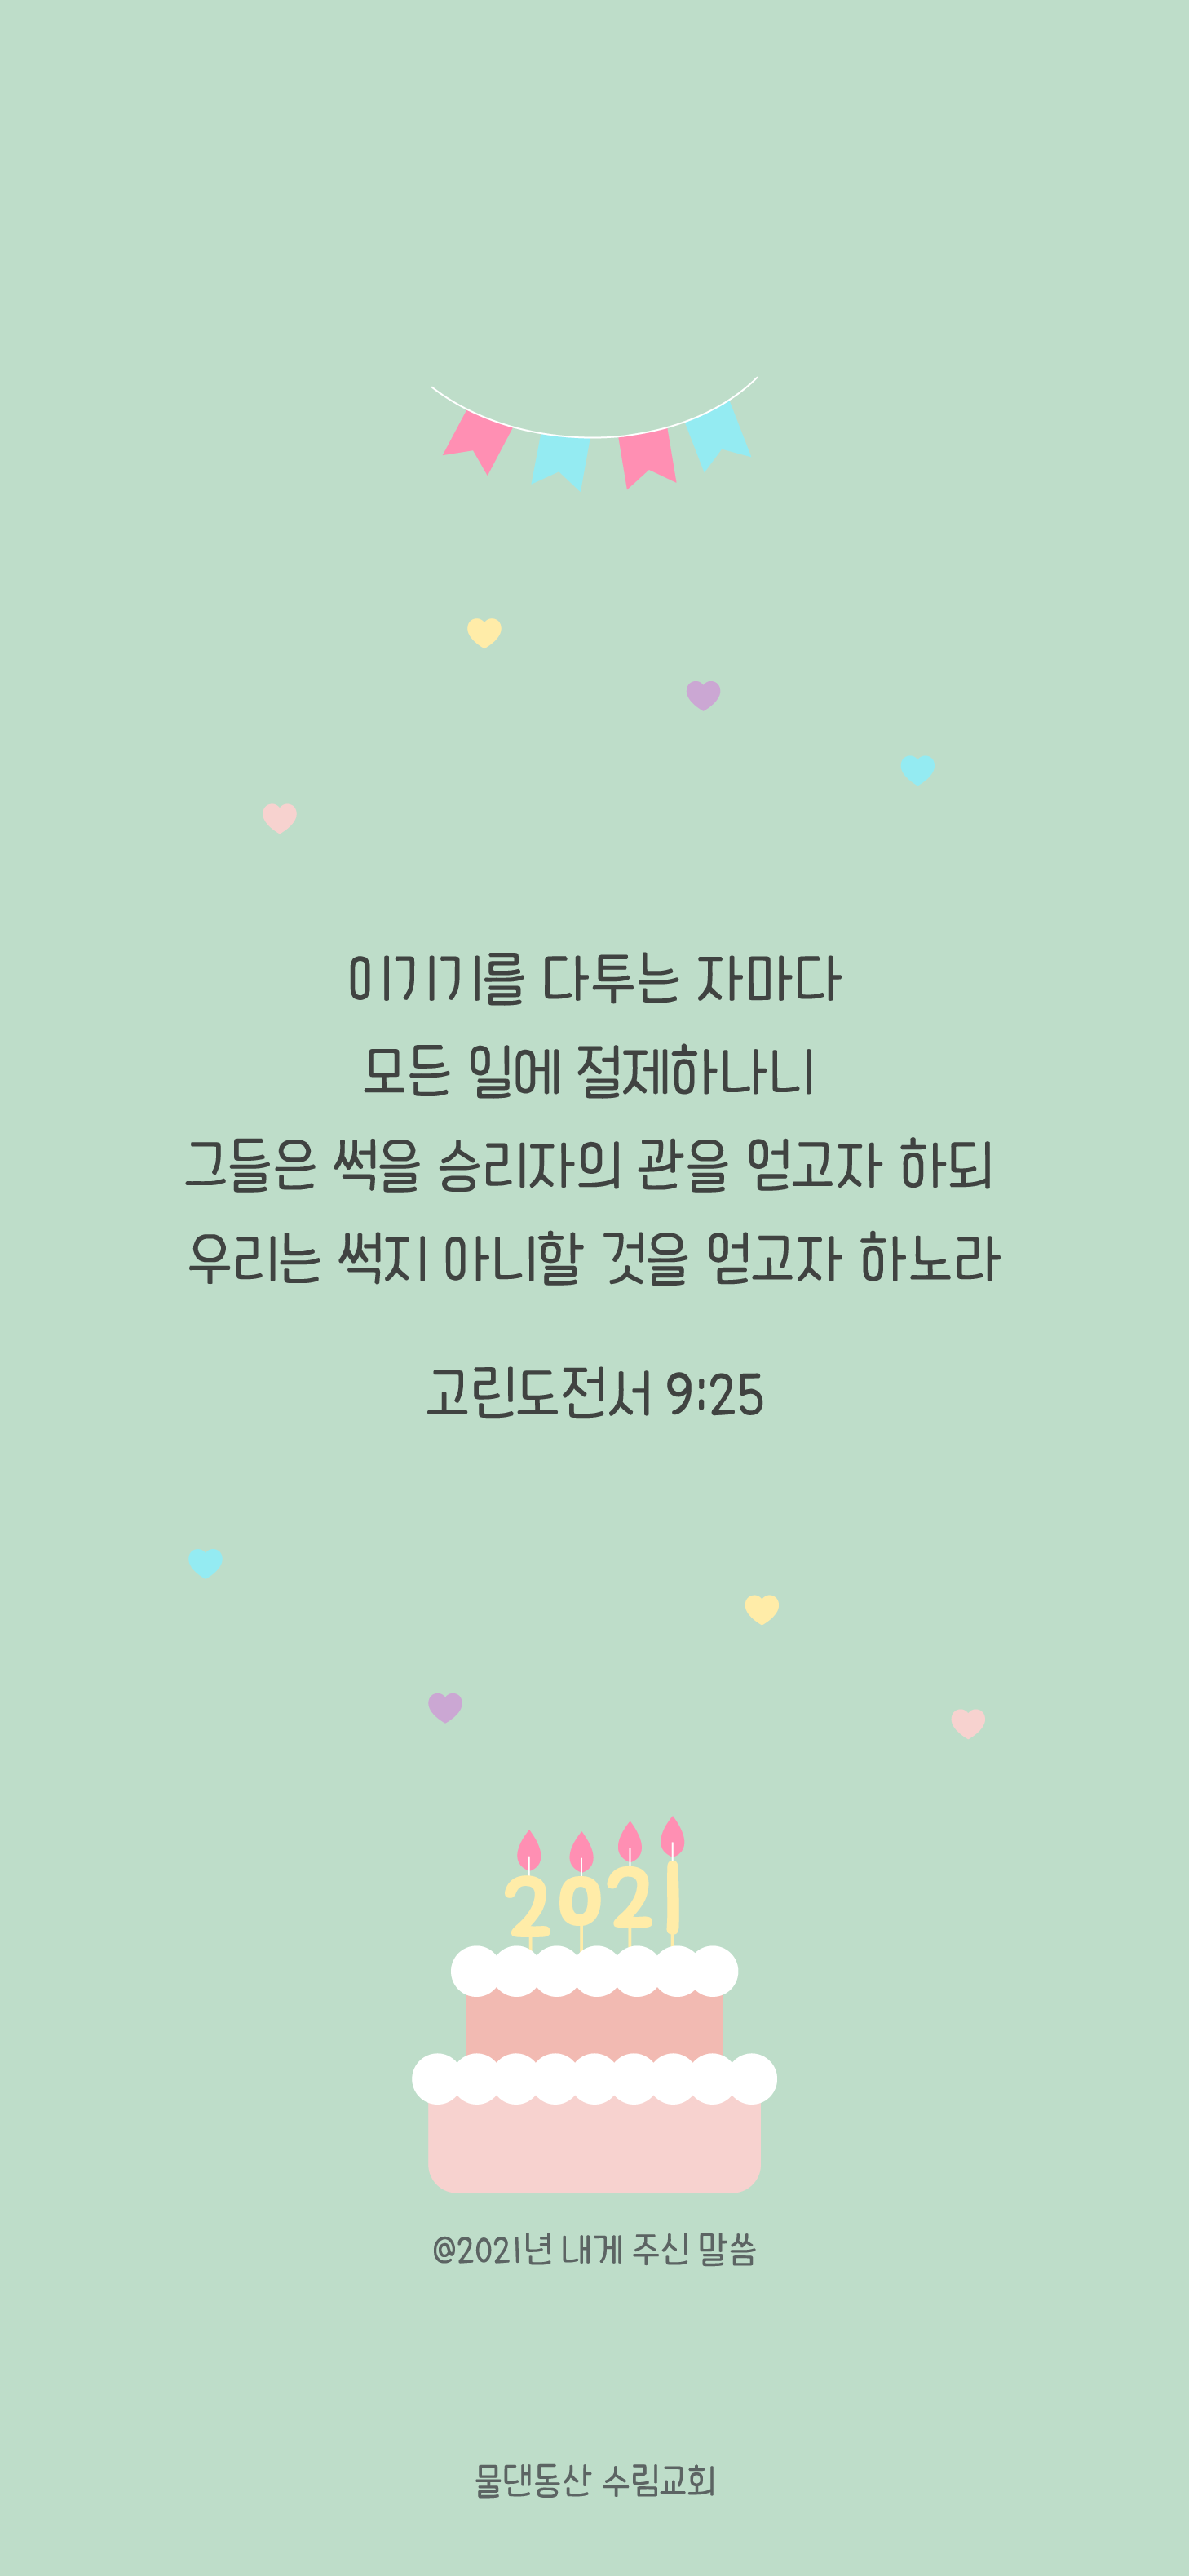 이기기를 다투는 자마다
모든 일에 절제하나니
그들은 썩을 승리자의 관을 얻고자 하되
우리는 썩지 아니할 것을 얻고자 하노라
고린도전서 9:25
2021
@2021년 내게 주신 말씀
물댄동산 수림교회